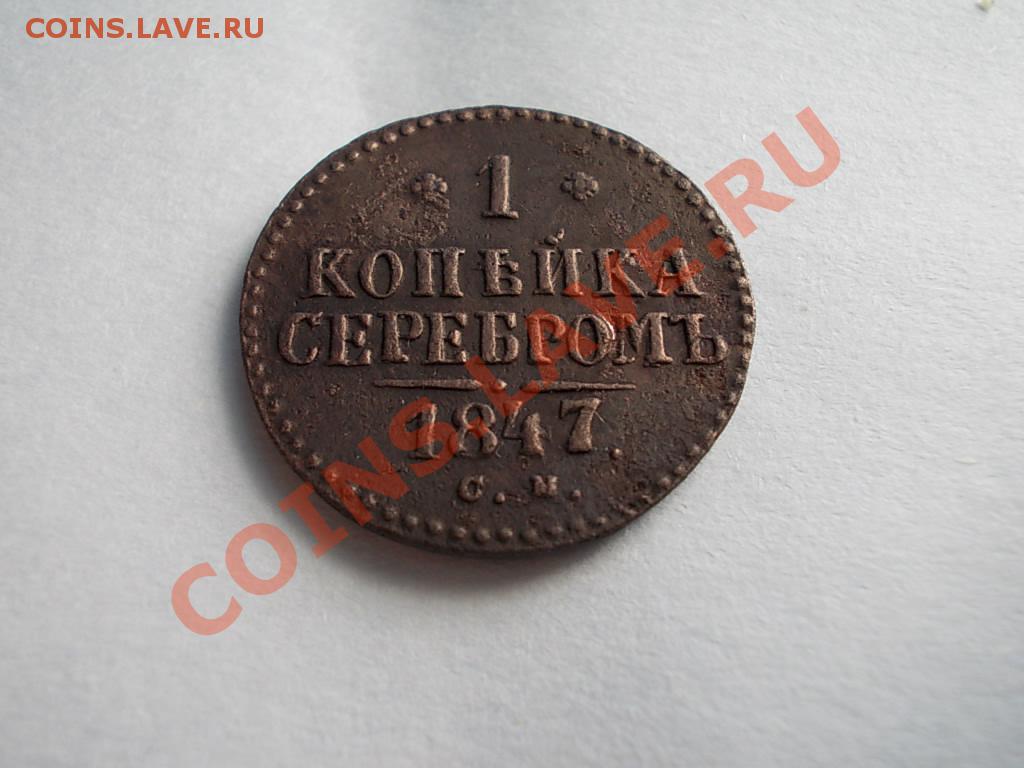 COINS.LAVE.RU
1
КОПѢЙКА
СЕРЕБРОМЪ
1847.
С. М.
COINS.LAVE.RU